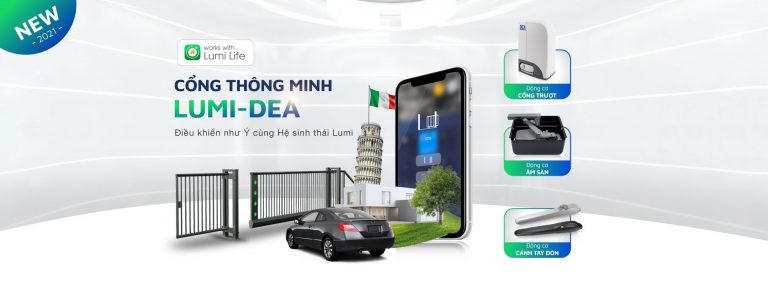 NEW
- 2021 -
works with
Lumi Life
CỔNG THÔNG MINH
LUMI-DEA
Điều khiển như Ý cùng Hệ sinh thái Lumi
Động cơ
CỔNG TRƯỢT
Động cơ
ÂM SÀN
Động cơ
CÁNH TAY ĐÒN